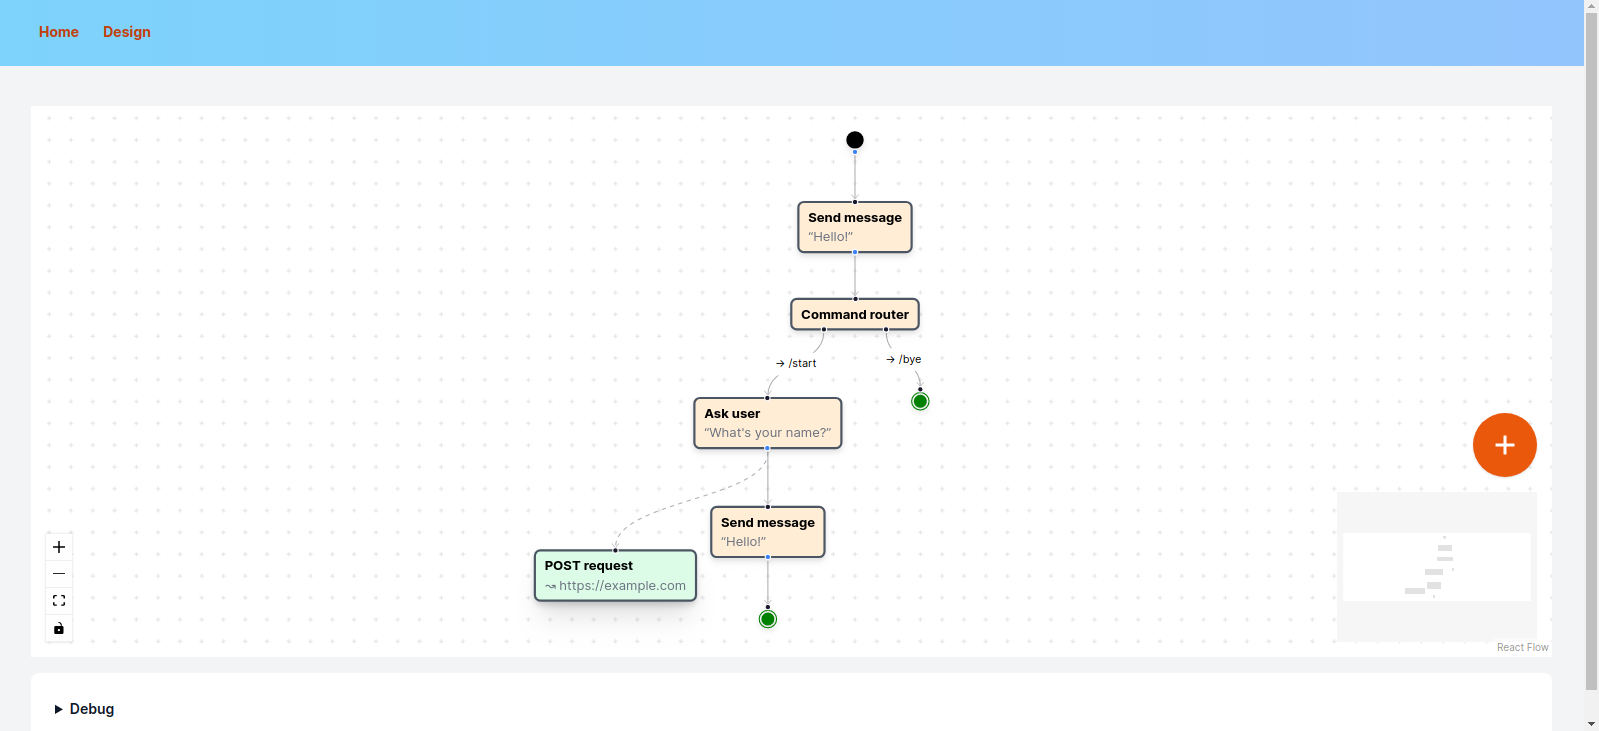 Home Design
Send message
“Hello!”
Command router
→ /start
→ /bye
Ask user
“What's your name?”
Send message
“Hello!”
POST request
↝ https://example.com
React Flow
Debug